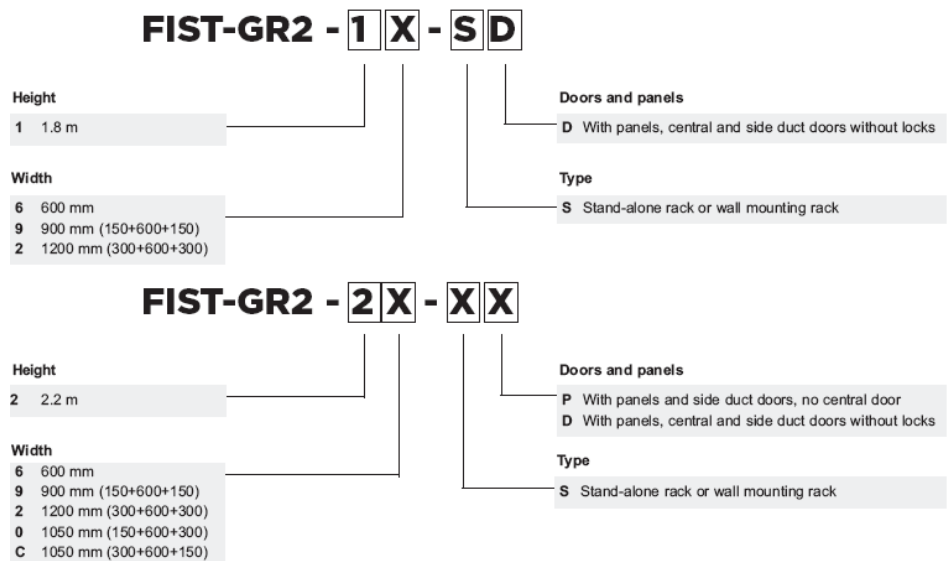 FIST-GR2 - 1 X - S D
Height
1 1.8 m
Doors and panels
D With panels, central and side duct doors without locks
Width
6 600 mm
9 900 mm (150+600+150)
2 1200 mm (300+600+300)
Type
S Stand-alone rack or wall mounting rack
FIST-GR2 - 2 X - X X
Height
2 2.2 m
Doors and panels
P With panels and side duct doors, no central door
D With panels, central and side duct doors without locks
Width
6 600 mm
9 900 mm (150+600+150)
2 1200 mm (300+600+300)
0 1050 mm (150+600+300)
C 1050 mm (300+600+150)
Type
S Stand-alone rack or wall mounting rack